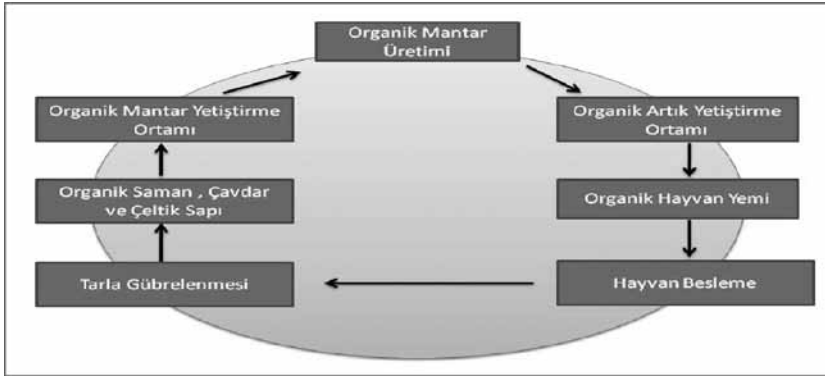 Organik Mantar
Üretimi
Organik Mantar Yetiştirme
Ortamı
Organik Artık Yetiştirme
Ortamı
Organik Saman , Çavdar
ve Çeltik Sapı
Organik Hayvan Yemi
Tarla Gübrelenmesi
Hayvan Besleme